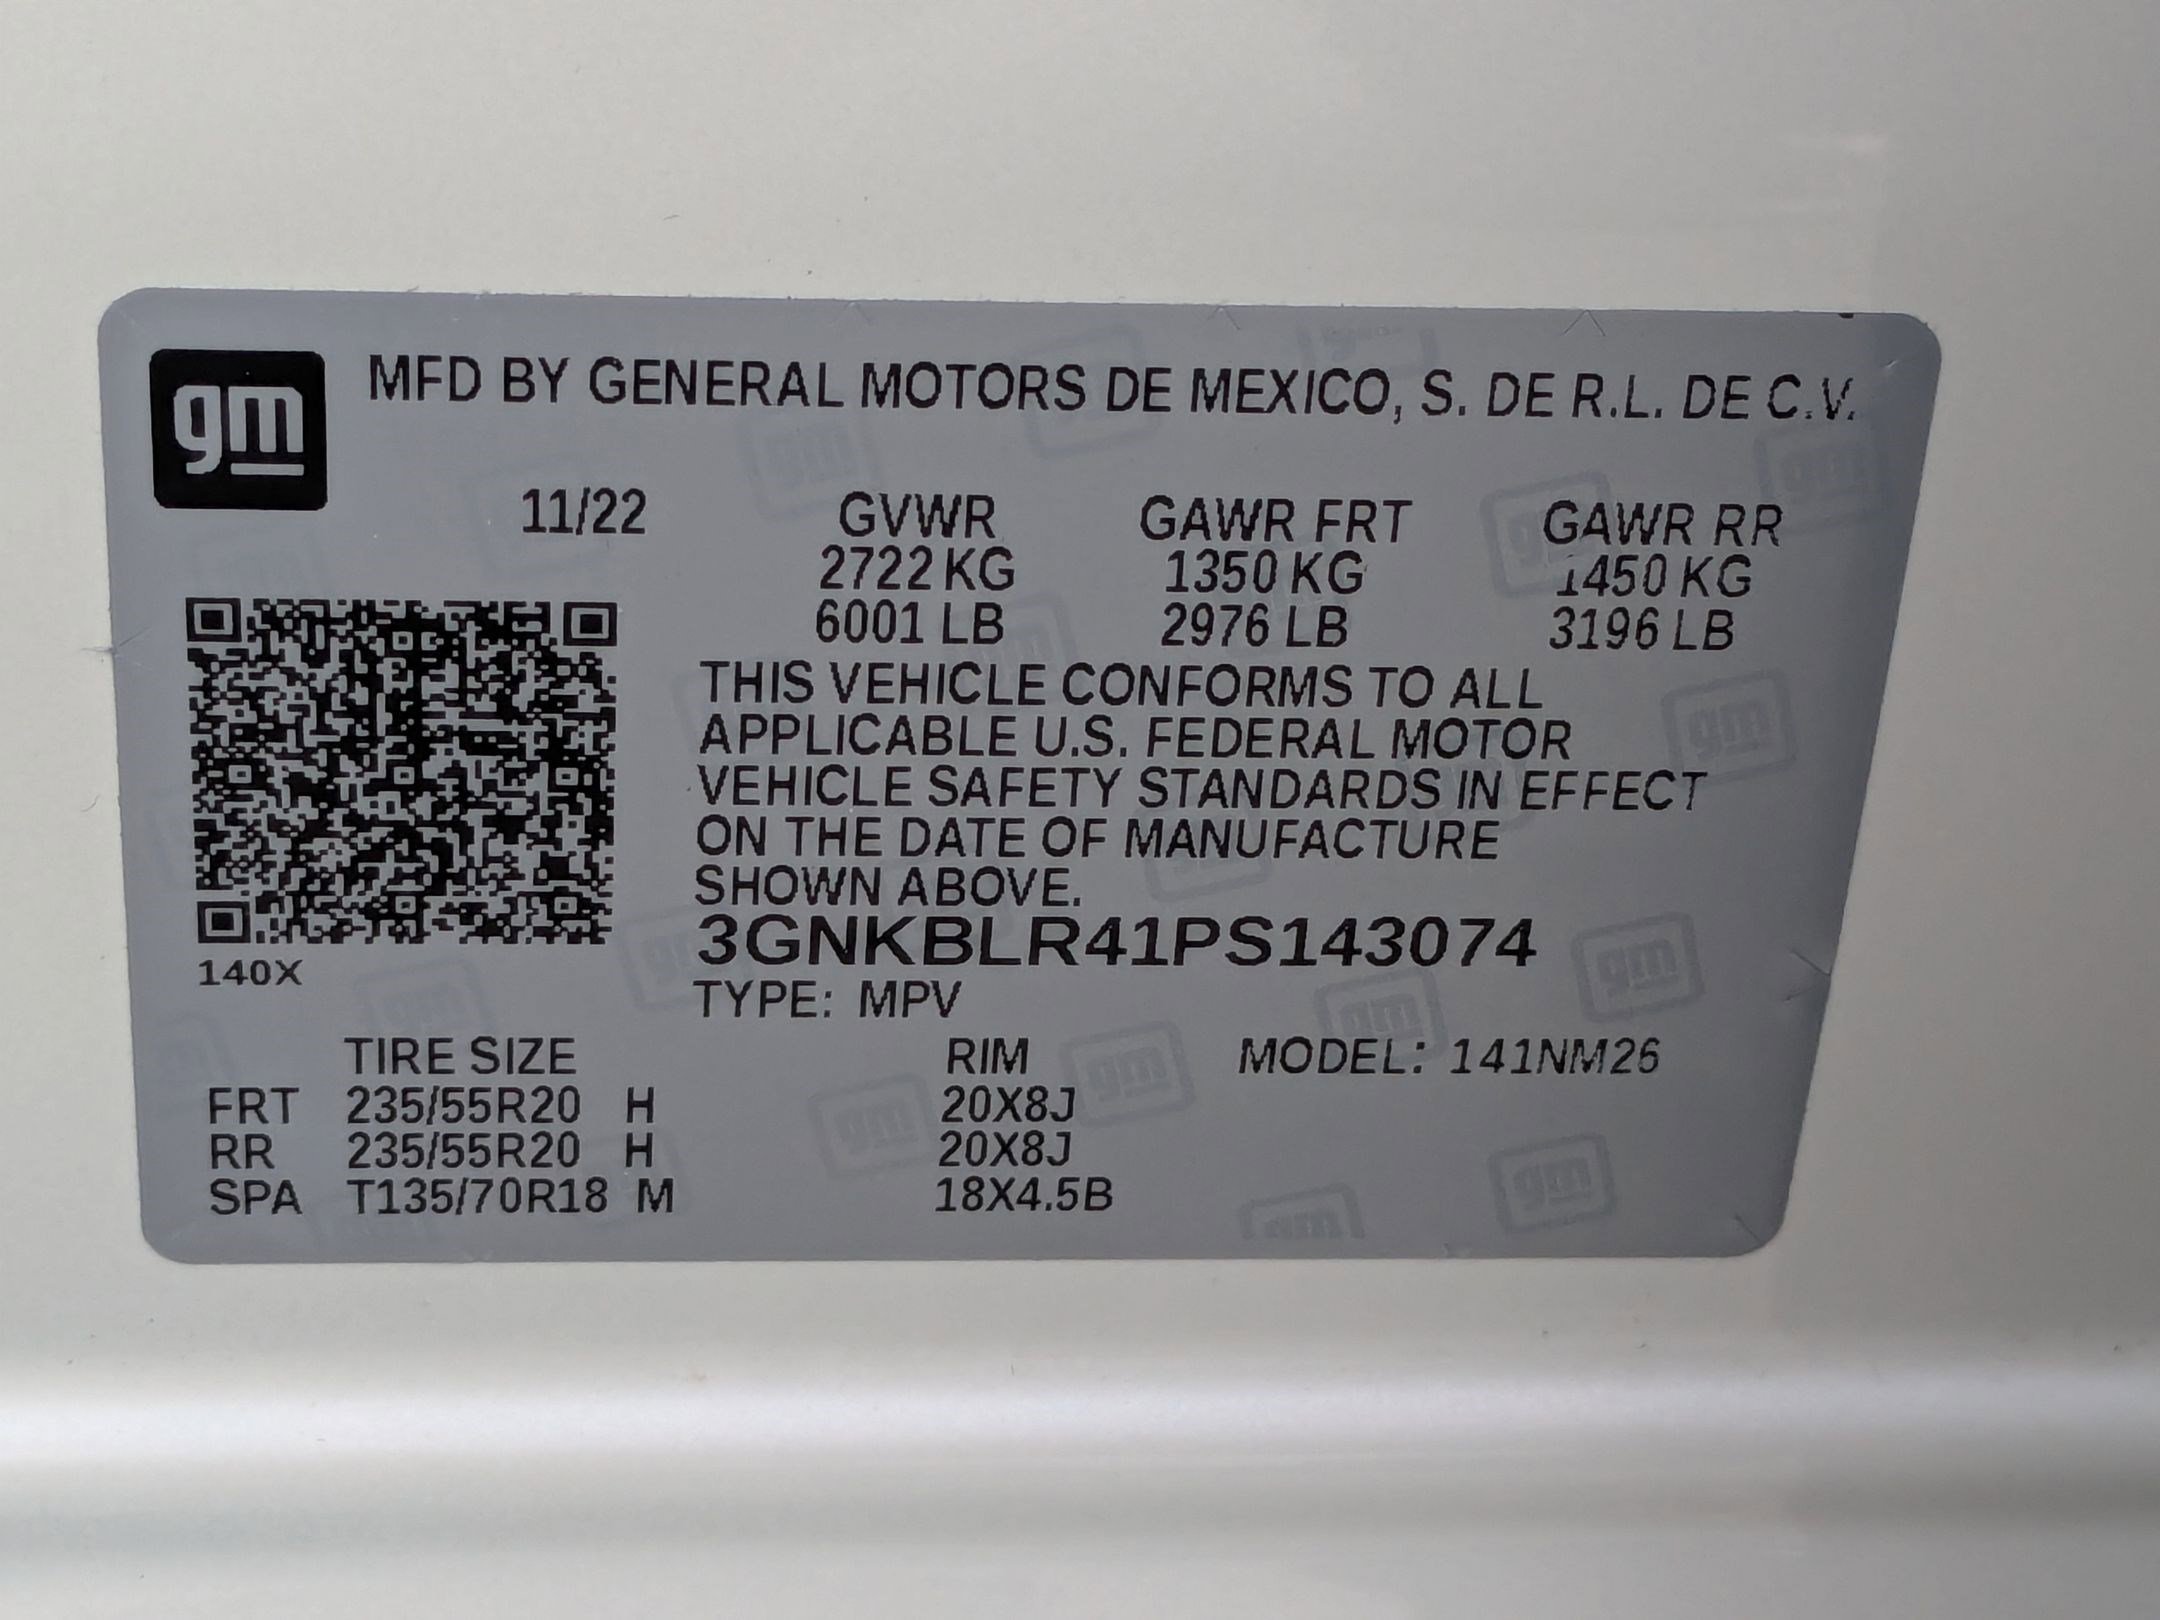 gm MFD BY GENERAL MOTORS DE MEXICO, S. DE R.L. DE C.V.
11/22 GVWR GAWR FRT GAWR RR
2722 KG 1350 KG 1450 KG
6001 LB 2976 LB 3196 LB
THIS VEHICLE CONFORMS TO ALL
APPLICABLE U.S. FEDERAL MOTOR
VEHICLE SAFETY STANDARDS IN EFFECT
ON THE DATE OF MANUFACTURE
SHOWN ABOVE.
3GNKBLR41PS143074
140X
TYPE: MPV
TIRE SIZE RIM MODEL: 141NM26
FRT 235/55R20 H 20X8J
RR 235/55R20 H 20X8J
SPA T135/70R18 M 18X4.5B